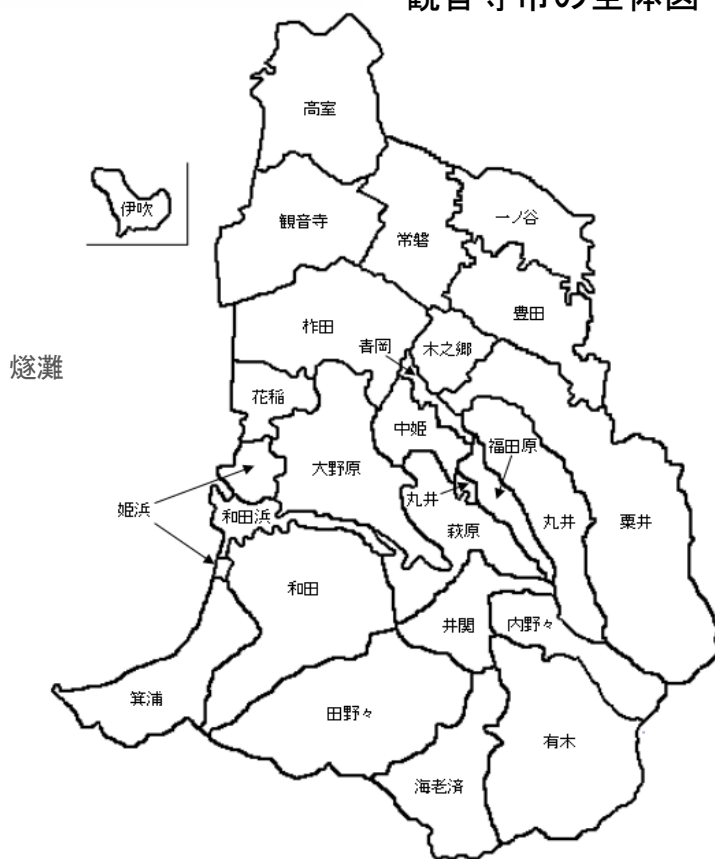 観音寺市の全体図
高室
伊吹
観音寺
常磐
一ノ谷
豊田
柞田
青岡
木之郷
燧灘
花稲
中姫
福田原
大野原
丸井
姫浜
和田浜
萩原
丸井
粟井
和田
井関
内野々
箕浦
田野々
有木
海老済